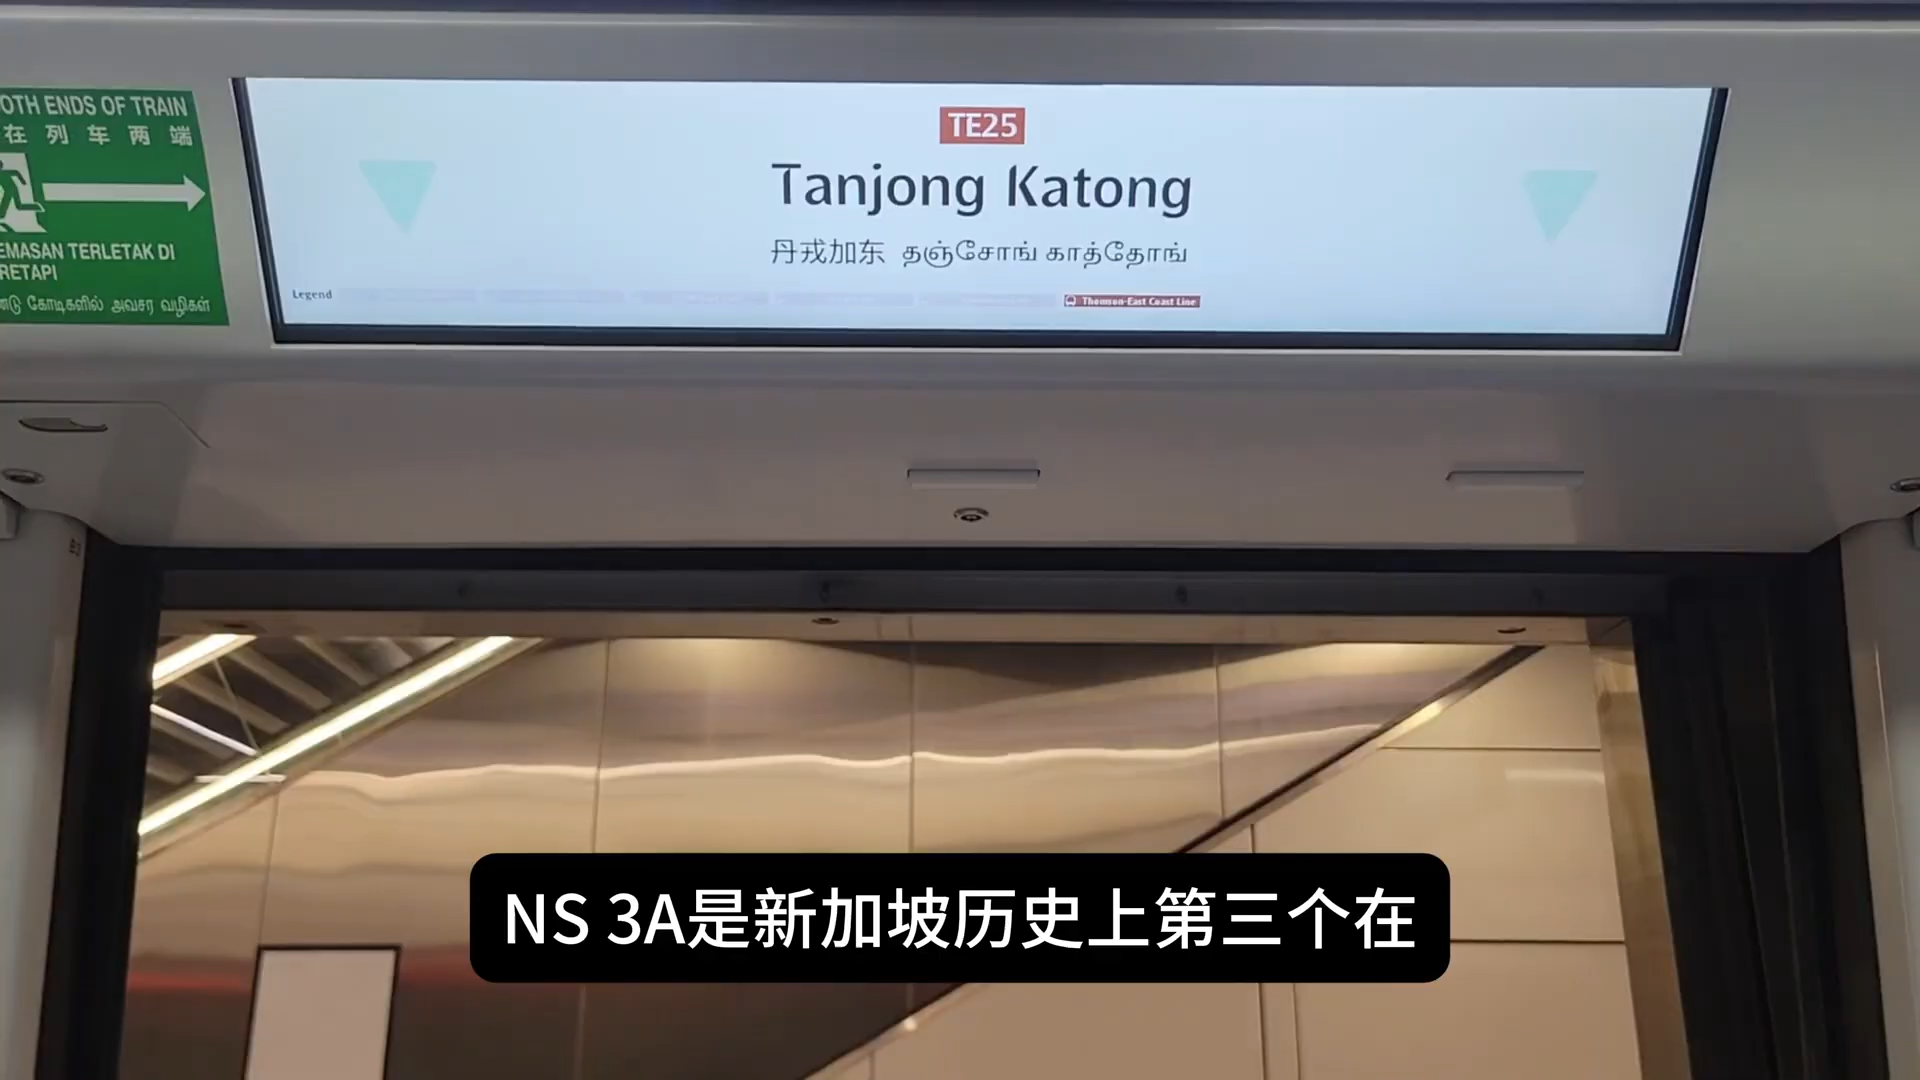 OTH ENDS OF TRAIN
在列车两端
EMASAN TERLETAK DI
RETAPI
கோடிகளில் அவசர வழிகள்
TE25
Tanjong Katong
丹戎加东 தஞ்சோங் காத்தோங்
Legend
Thomson-East Coast Line
NS 3A是新加坡历史上第三个在